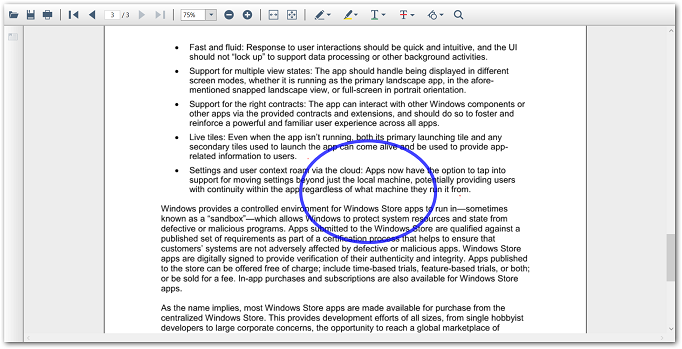 3 / 3
75%
• Fast and fluid: Response to user interactions should be quick and intuitive, and the UI
should not “lock up” to support data processing or other background activities.
• Support for multiple view states: The app should handle being displayed in different
screen modes, whether it is running as the primary landscape app, in the afore-
mentioned snapped landscape view, or full-screen in portrait orientation.
• Support for the right contracts: The app can interact with other Windows components or
other apps via the provided contracts and extensions, and should do so to foster and
reinforce a powerful and familiar user experience across all apps.
• Live tiles: Even when the app isn’t running, both its primary launching tile and any
secondary tiles used to launch the app can come alive and be used to provide app-
related information to users.
• Settings and user context roam via the cloud: Apps now have the option to tap into
support for moving settings beyond just the local machine, potentially providing users
with continuity within the app regardless of what machine they run it from.
Windows provides a controlled environment for Windows Store apps to run in—sometimes
known as a “sandbox”—which allows Windows to protect system resources and state from
defective or malicious programs. Apps submitted to the Windows Store are qualified against a
published set of requirements as part of a certification process that helps to ensure that
customers’ systems are not adversely affected by defective or malicious apps. Windows Store
apps are digitally signed to provide verification of their authenticity and integrity. Apps published
to the store can be offered free of charge; include time-based trials, feature-based trials, or both;
or be sold for a fee. In-app purchases and subscriptions are also available for Windows Store
apps.
As the name implies, most Windows Store apps are made available for purchase from the
centralized Windows Store. This provides development efforts of all sizes, from single hobbyist
developers to large corporate concerns, the opportunity to reach a global marketplace of